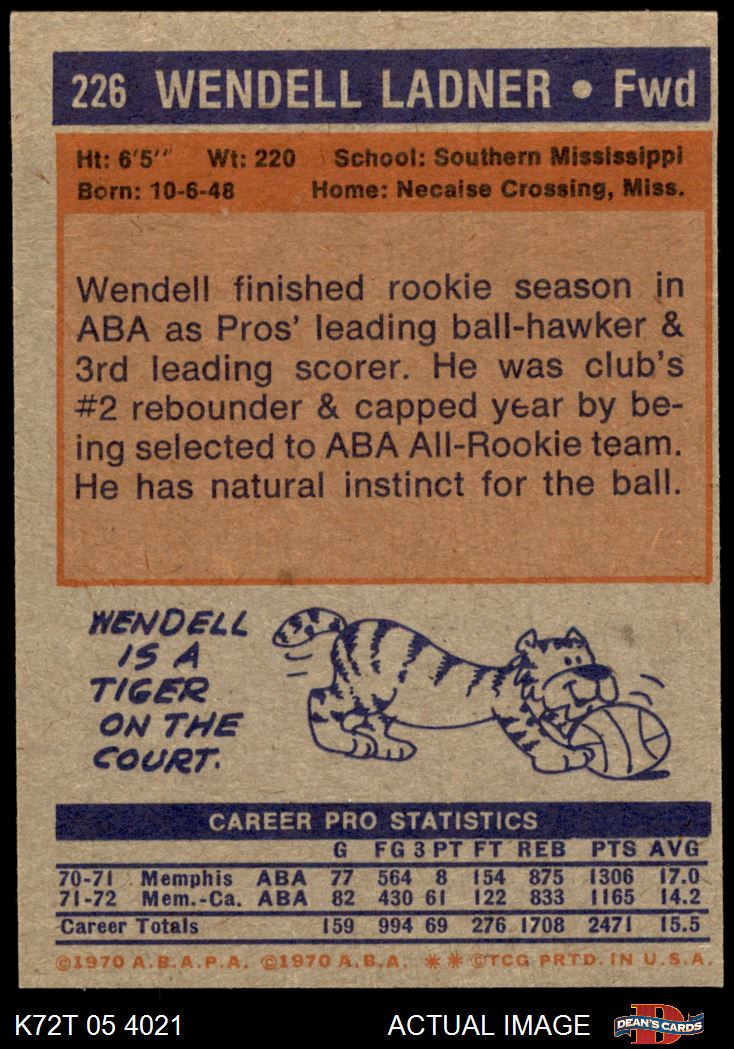 226 WENDELL LADNER • Fwd
Ht: 6'5" Wt: 220 School: Southern Mississippi
Born: 10-6-48 Home: Necaise Crossing, Miss.
Wendell finished rookie season in
ABA as Pros' leading ball-hawker &
3rd leading scorer. He was club's
#2 rebounder & capped year by be-
ing selected to ABA All-Rookie team.
He has natural instinct for the ball.
WENDELL
IS A
TIGER
ON THE
COURT.
CAREER PRO STATISTICS
G FG 3 PT FT REB PTS AVG
70-71 Memphis ABA 77 564 8 154 875 1306 17.0
71-72 Mem.-Ca. ABA 82 430 61 122 833 1165 14.2
Career Totals 159 994 69 276 1708 2471 15.5
©1970 A.B.A.P.A. ©1970 A.B.A. ** ©TCG PRTD. IN U.S.A.
K72T 05 4021 ACTUAL IMAGE DEAN'S CARDS